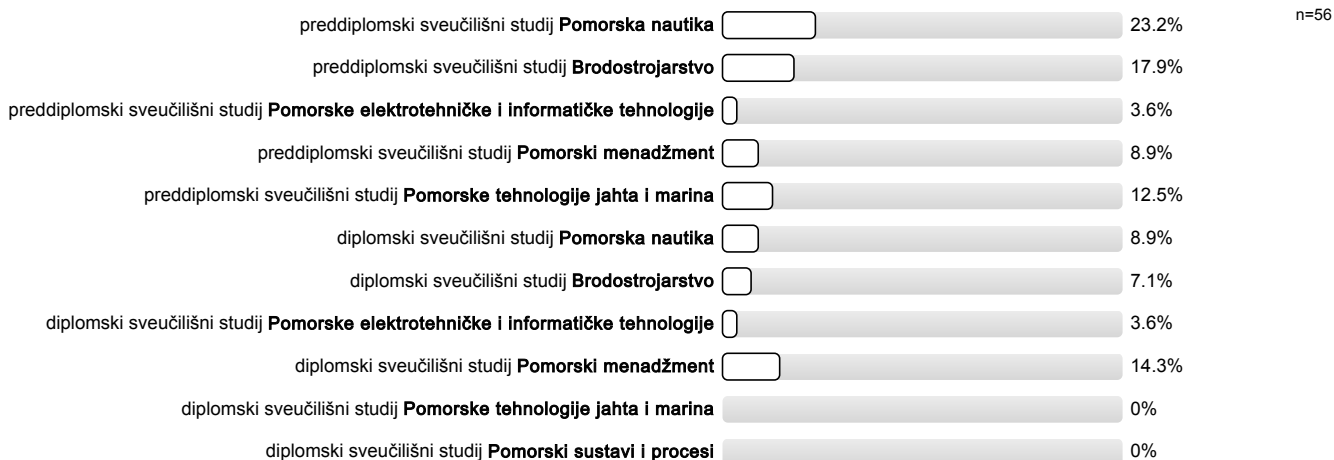 n=56
preddiplomski sveučilišni studij Pomorska nautika 23.2%
preddiplomski sveučilišni studij Brodostrojarstvo 17.9%
preddiplomski sveučilišni studij Pomorske elektrotehničke i informatičke tehnologije 3.6%
preddiplomski sveučilišni studij Pomorski menadžment 8.9%
preddiplomski sveučilišni studij Pomorske tehnologije jahta i marina 12.5%
diplomski sveučilišni studij Pomorska nautika 8.9%
diplomski sveučilišni studij Brodostrojarstvo 7.1%
diplomski sveučilišni studij Pomorske elektrotehničke i informatičke tehnologije 3.6%
diplomski sveučilišni studij Pomorski menadžment 14.3%
diplomski sveučilišni studij Pomorske tehnologije jahta i marina 0%
diplomski sveučilišni studij Pomorski sustavi i procesi 0%